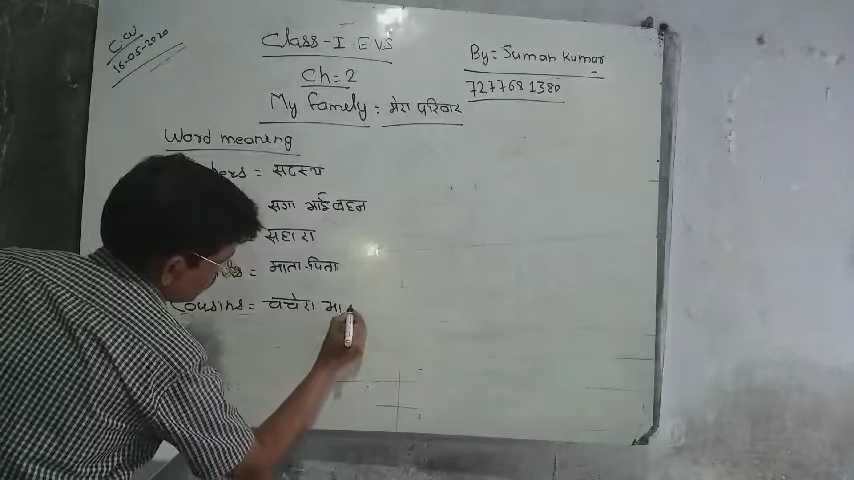 CW
16-05-2020
Class-I EVS
By= Suman Kumar
Ch:2
7277681380
My family: मेरा परिवार
Word meaning
bers = सदस्य
सगा भाई बहन
सहारा
= माता-पिता
Cousins = चचेरा भा